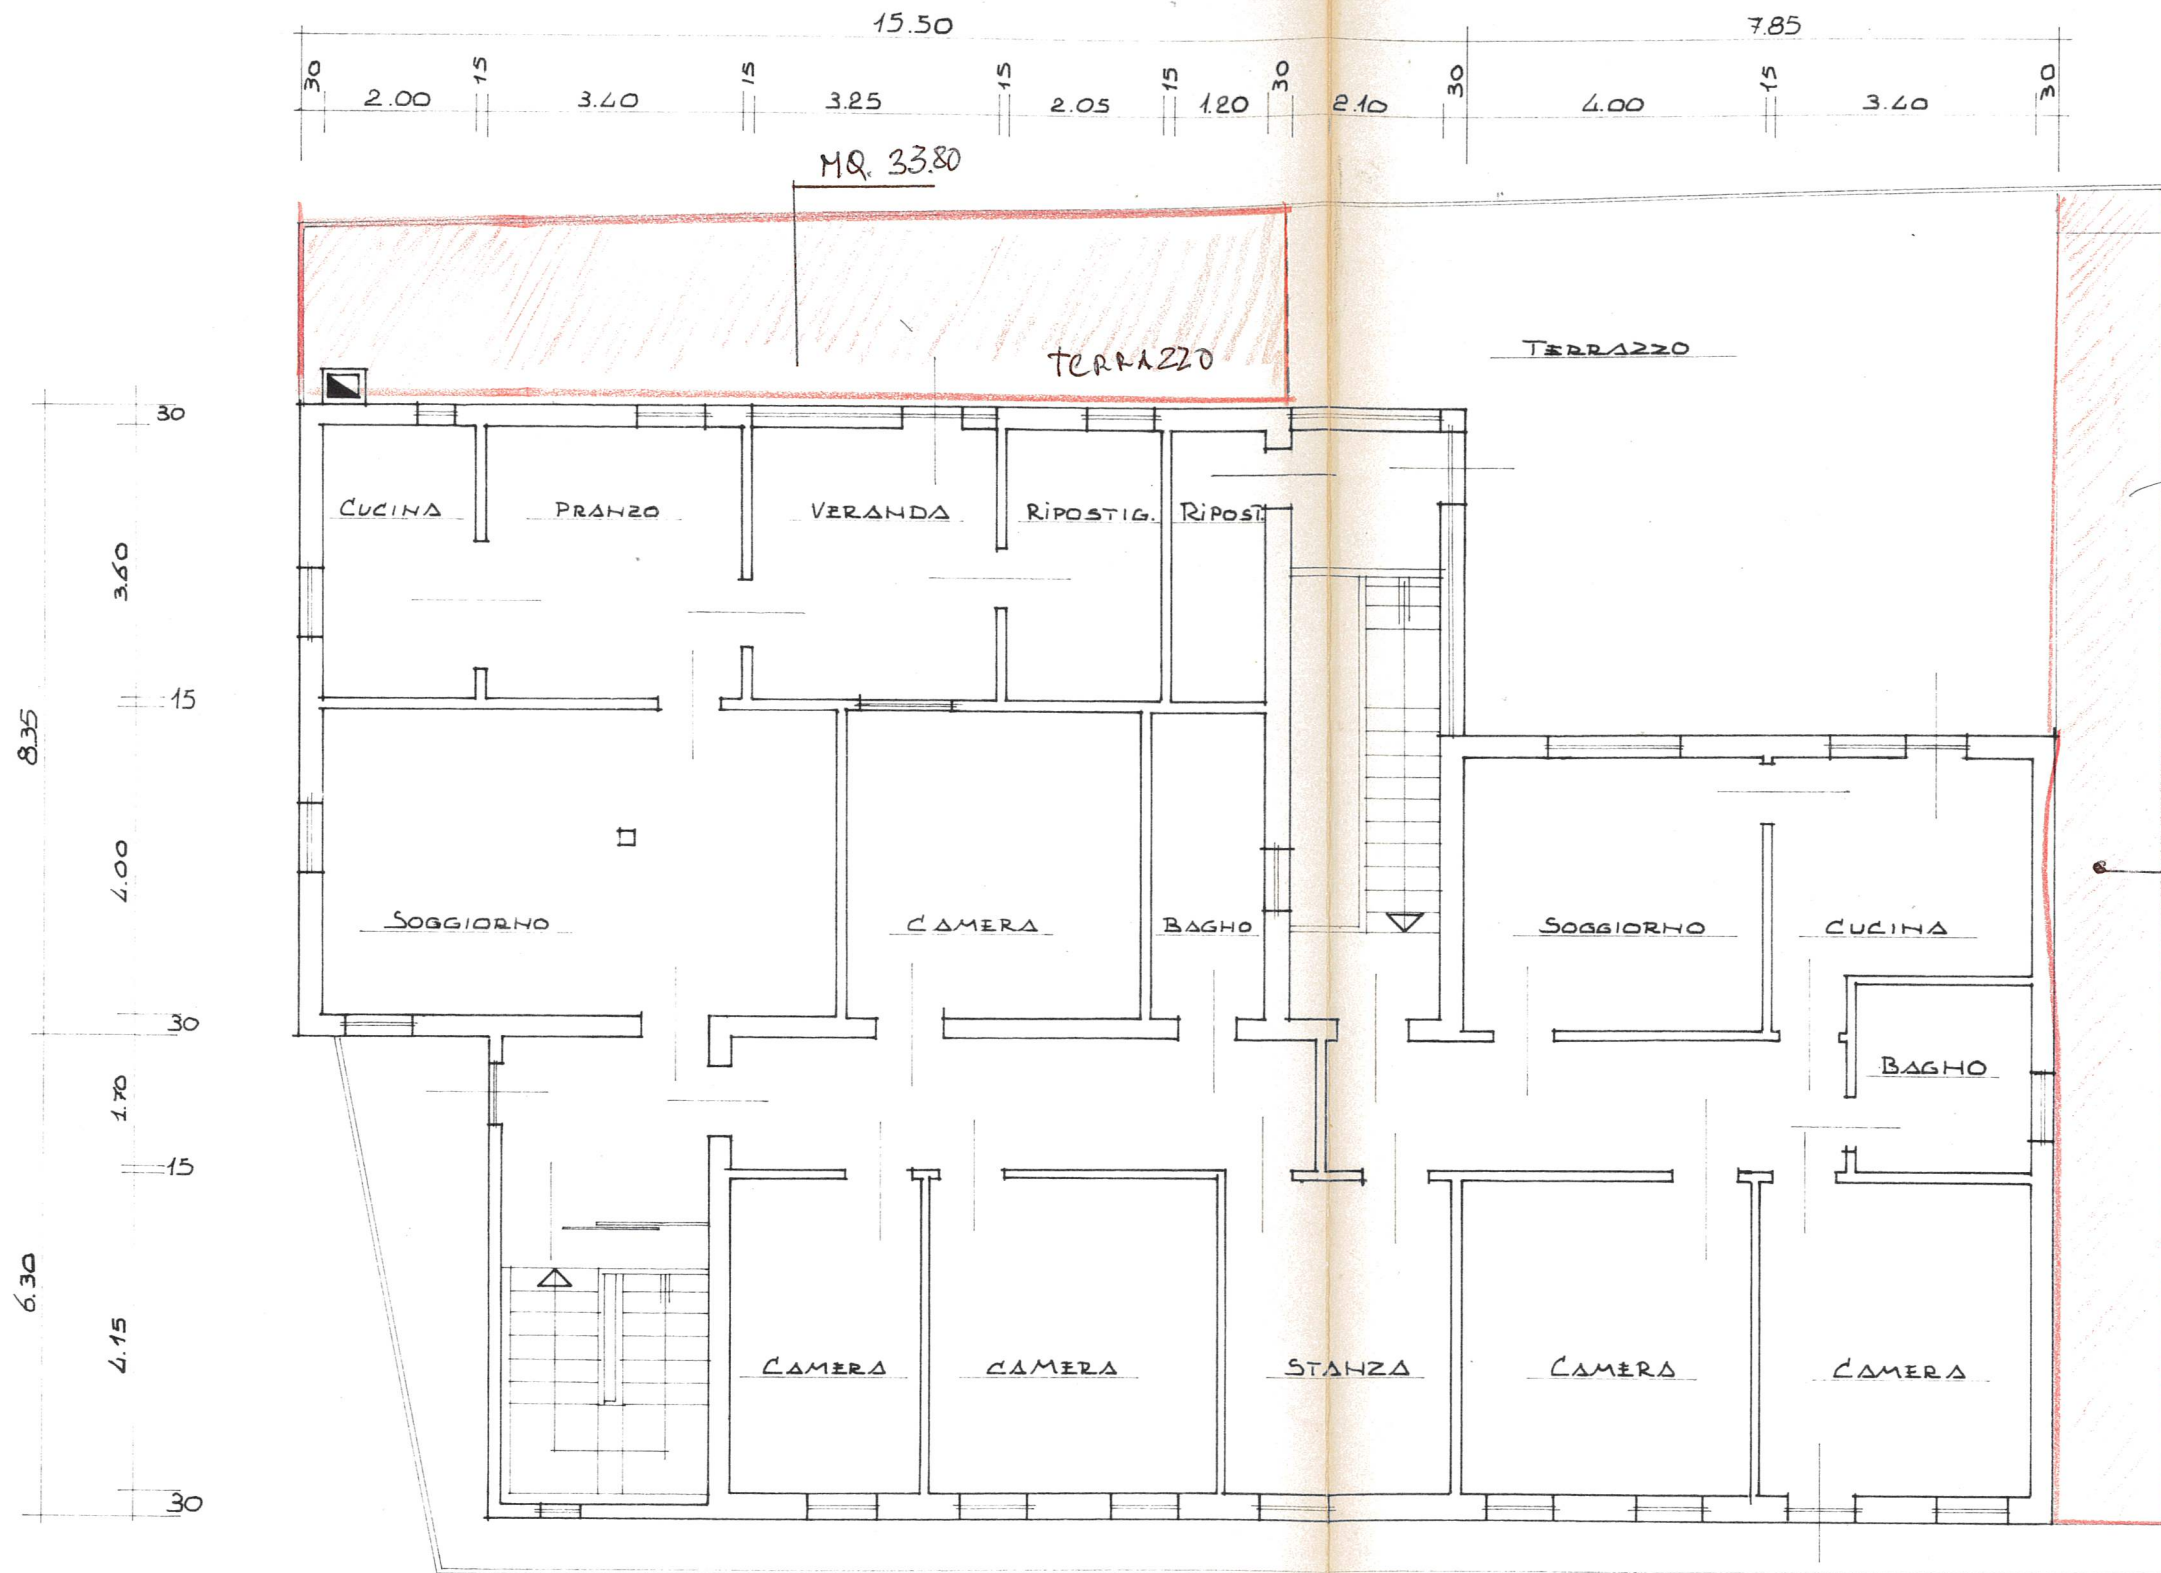 15.50 7.85
30 15 15 15 15 30 30 15 30
2.00 3.40 3.25 2.05 1.20 2.10 4.00 3.40
MQ. 33.80
TERRAZZO
TERRAZZO
30
CUCINA PRANZO VERANDA RIPOSTIG. RIPOST.
3.60
15
8.35
4.00
SOGGIORNO CAMERA BAGNO SOGGIORNO CUCINA
30
BAGNO
1.70
15
6.30
4.15
CAMERA CAMERA STANZA CAMERA CAMERA
30